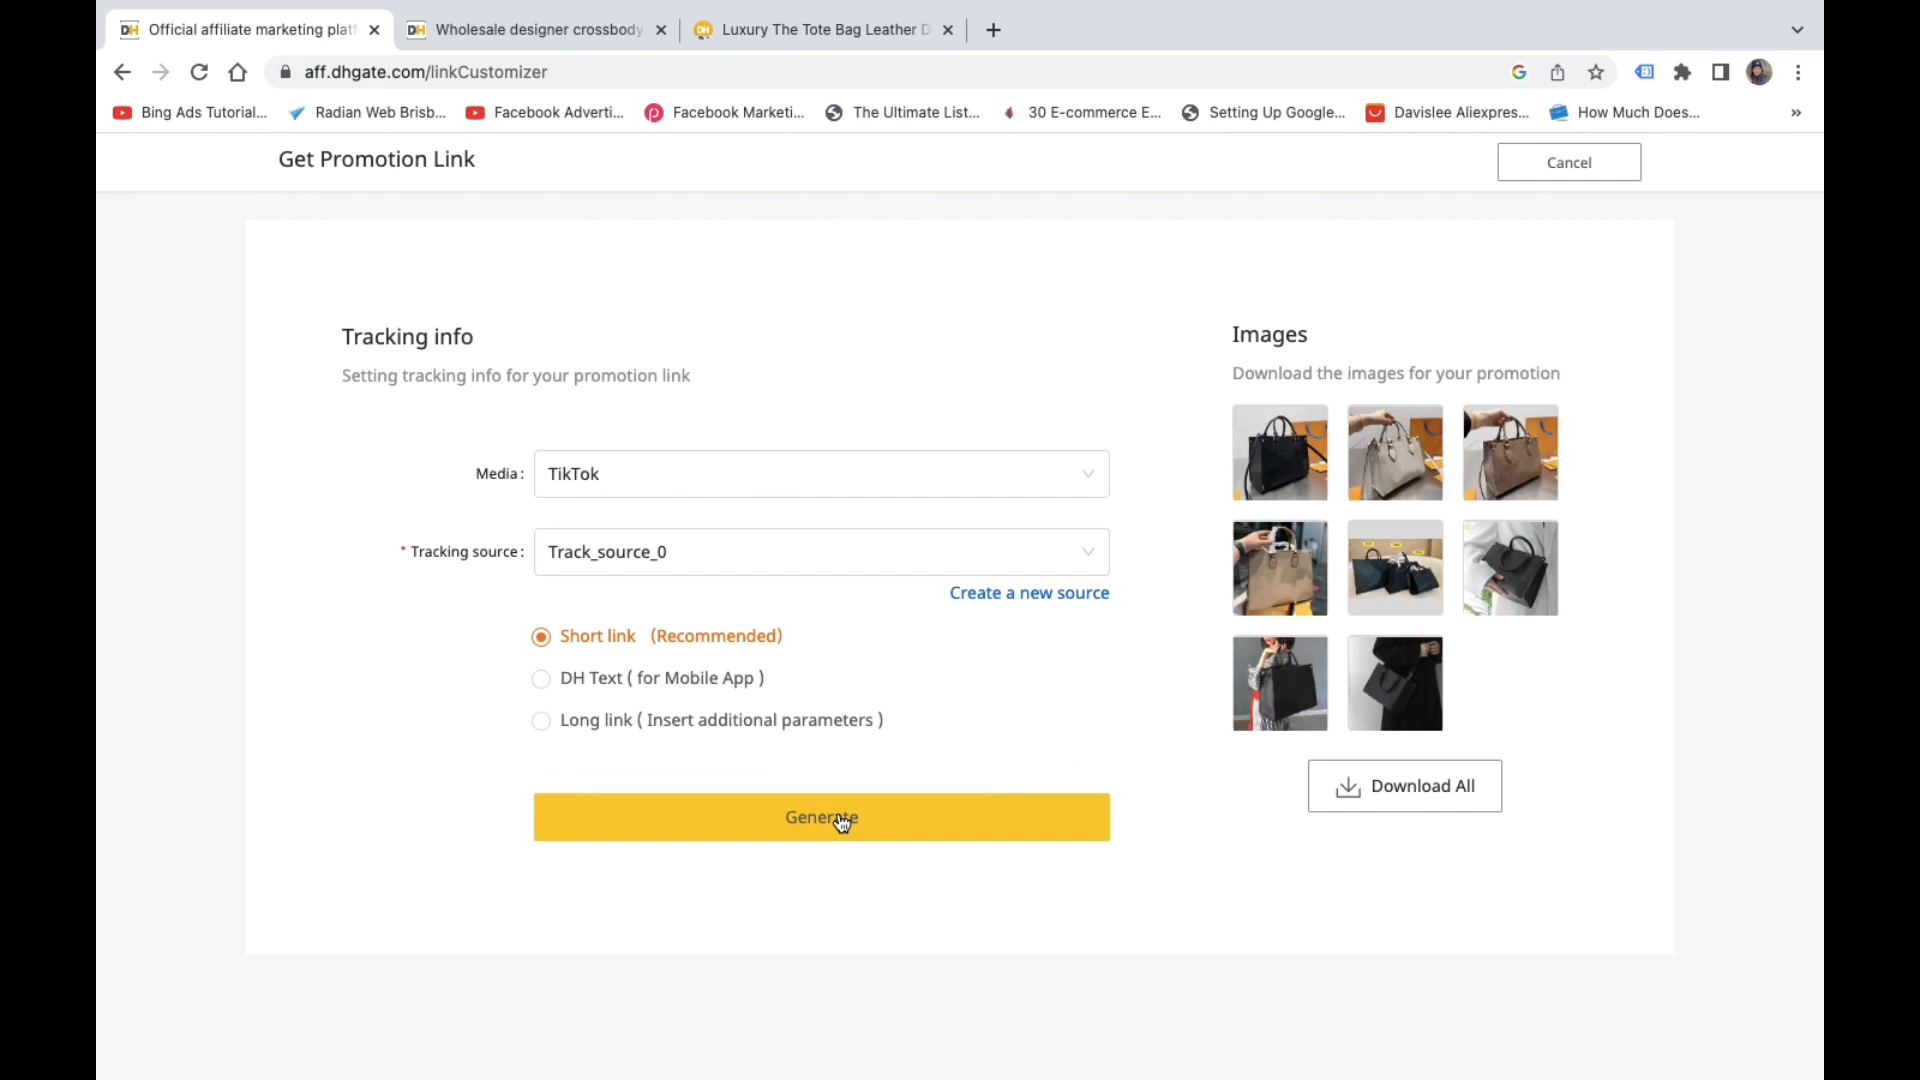 Official affiliate marketing platf
Wholesale designer crossbody
Luxury The Tote Bag Leather D
aff.dhgate.com/linkCustomizer
Bing Ads Tutorial...
Radian Web Brisb...
Facebook Adverti...
Facebook Marketi...
The Ultimate List...
30 E-commerce E...
Setting Up Google...
Davislee Aliexpres...
How Much Does...
Get Promotion Link
Cancel
Tracking info
Setting tracking info for your promotion link
Media:
TikTok
* Tracking source:
Track_source_0
Create a new source
Short link (Recommended)
DH Text ( for Mobile App )
Long link ( Insert additional parameters )
Generate
Images
Download the images for your promotion
Download All